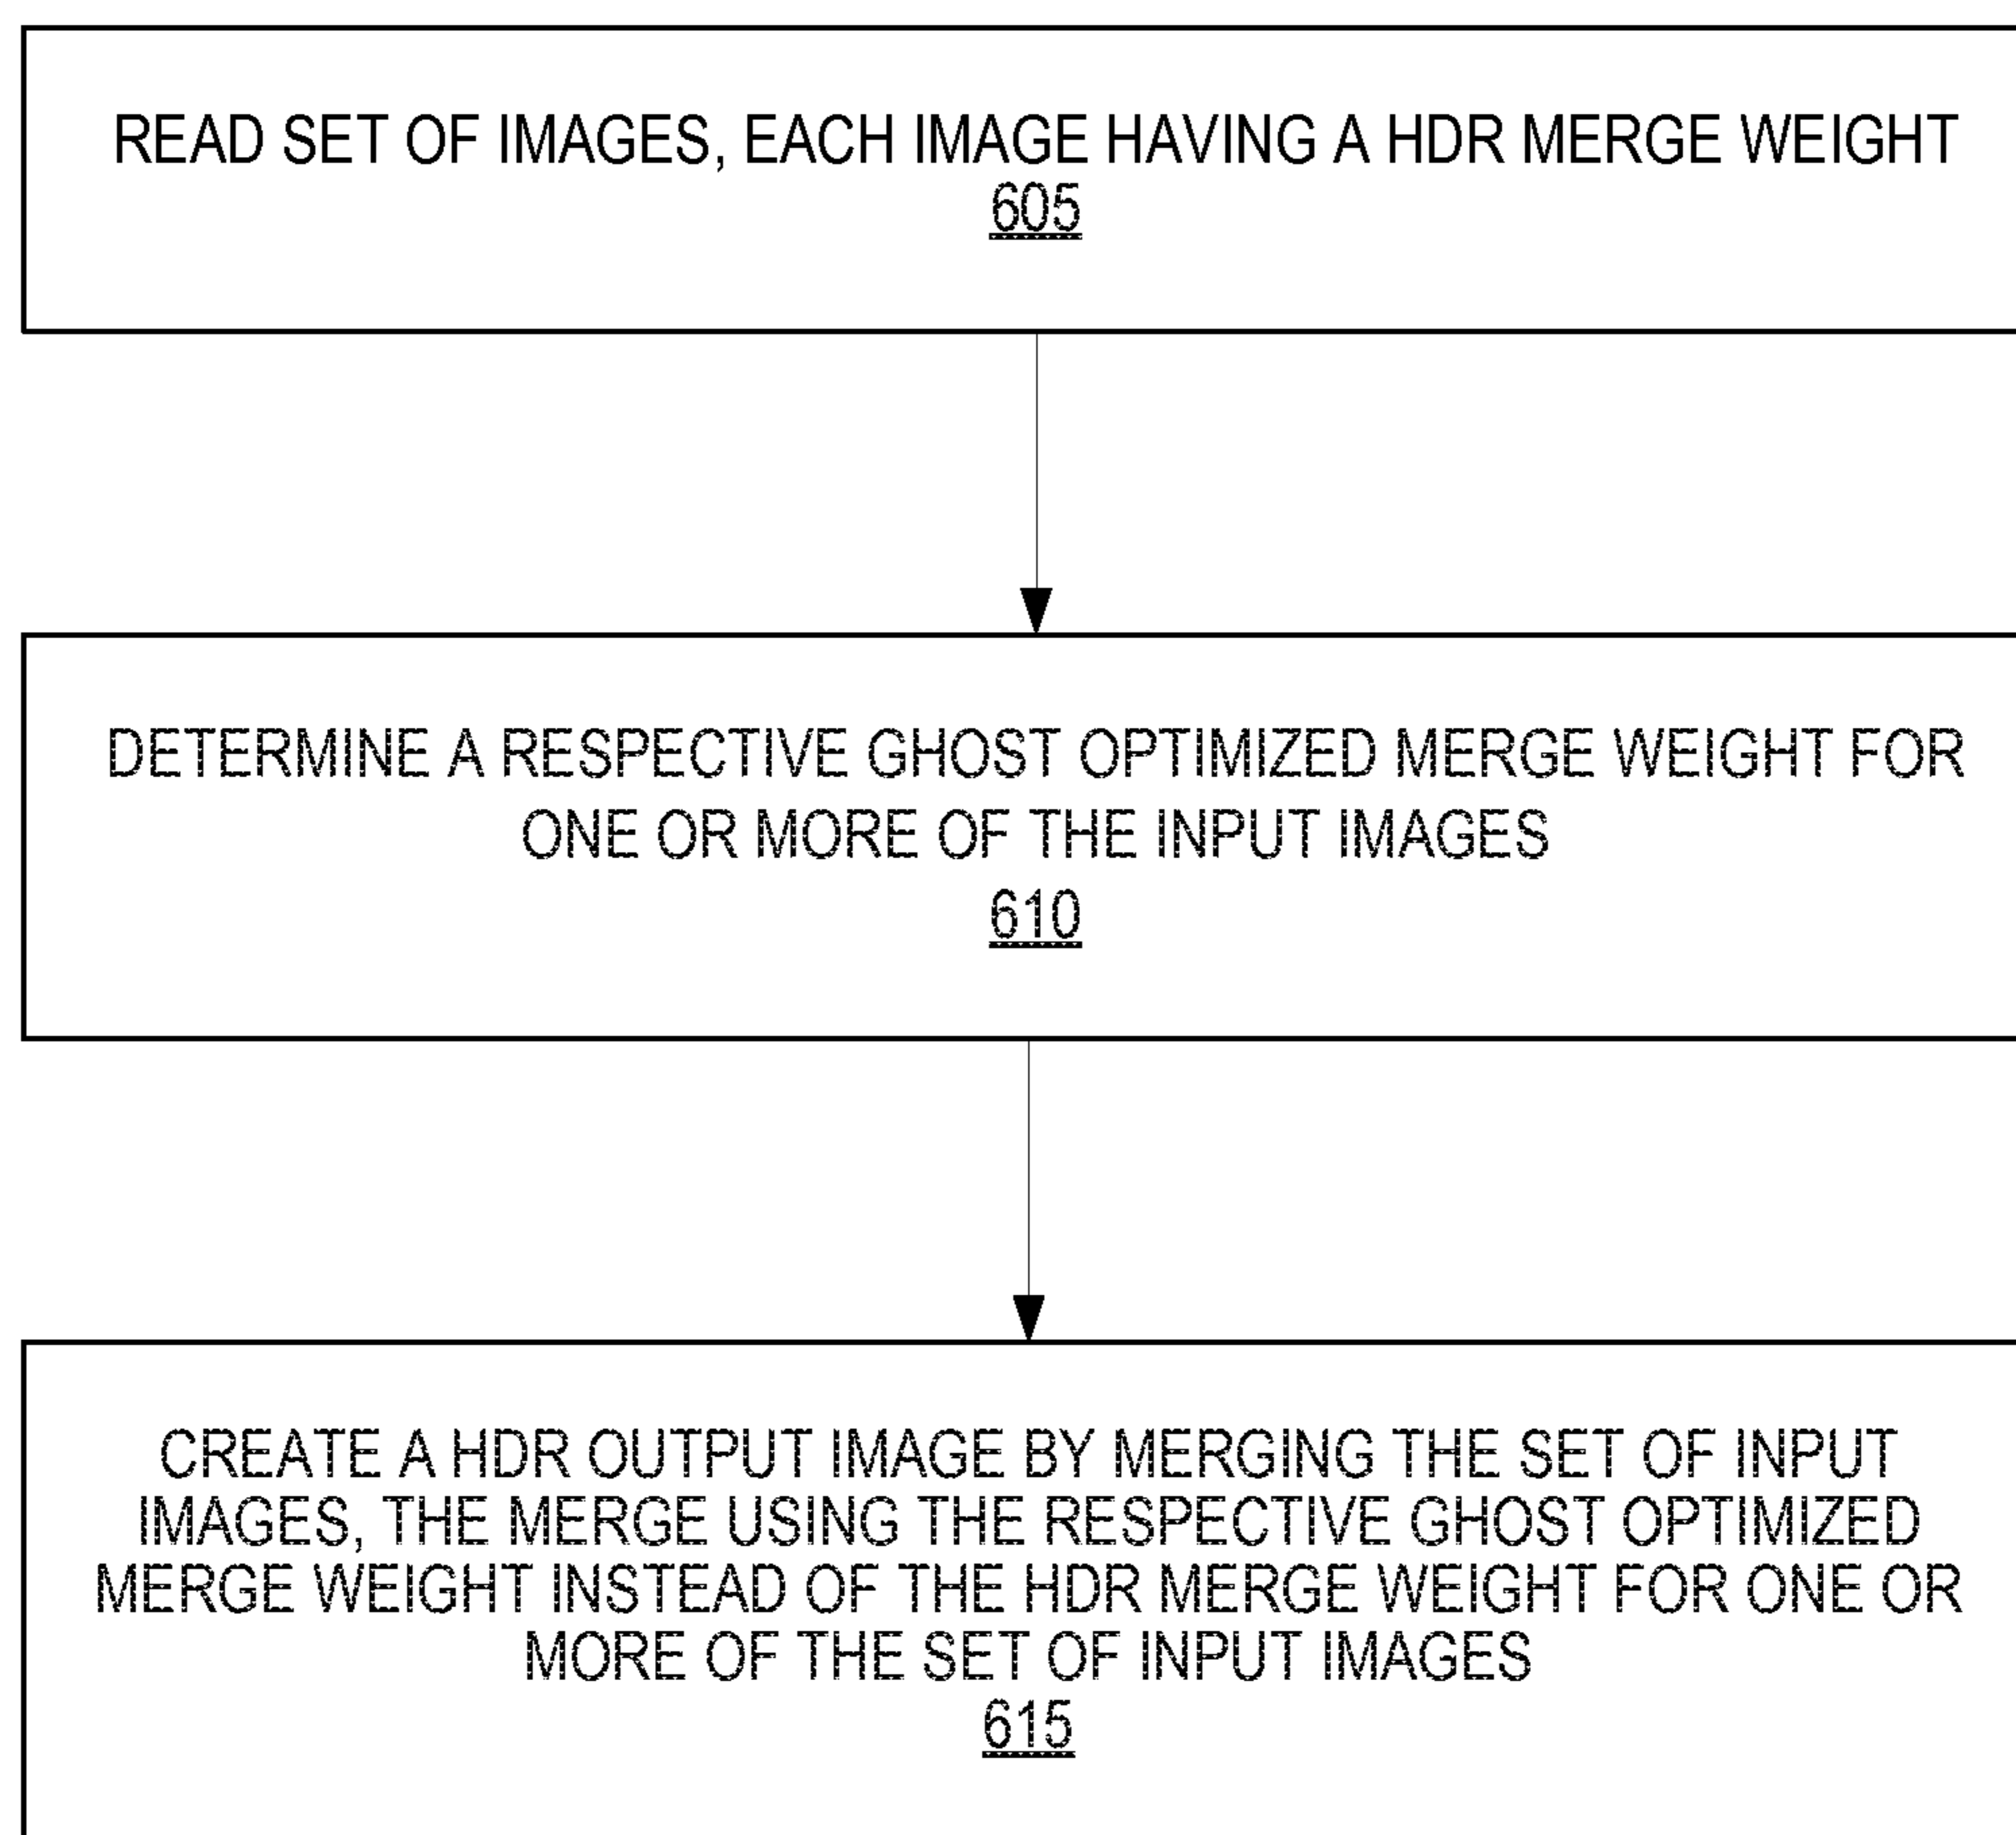 READ SET OF IMAGES, EACH IMAGE HAVING A HDR MERGE WEIGHT
605
DETERMINE A RESPECTIVE GHOST OPTIMIZED MERGE WEIGHT FOR
ONE OR MORE OF THE INPUT IMAGES
610
CREATE A HDR OUTPUT IMAGE BY MERGING THE SET OF INPUT
IMAGES, THE MERGE USING THE RESPECTIVE GHOST OPTIMIZED
MERGE WEIGHT INSTEAD OF THE HDR MERGE WEIGHT FOR ONE OR
MORE OF THE SET OF INPUT IMAGES
615